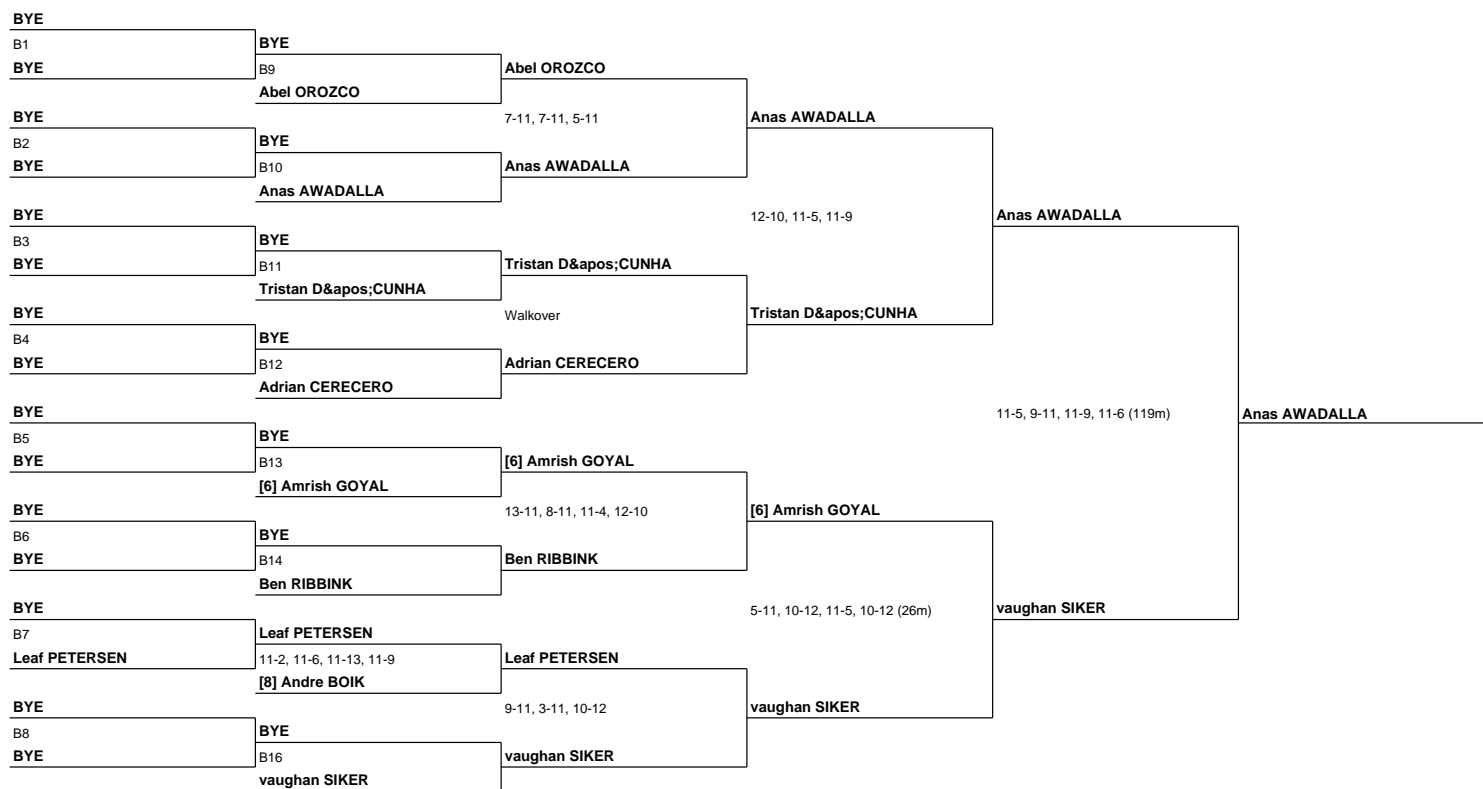 BYE
B1
BYE
BYE
B9
Abel OROZCO
Abel OROZCO
BYE
B2
BYE
BYE
B10
Anas AWADALLA
7-11, 7-11, 5-11
Anas AWADALLA
Anas AWADALLA
BYE
B3
BYE
BYE
B11
Tristan D&apos;CUNHA
Tristan D&apos;CUNHA
12-10, 11-5, 11-9
Anas AWADALLA
BYE
B4
BYE
BYE
B12
Adrian CERECERO
Walkover
Adrian CERECERO
Tristan D&apos;CUNHA
BYE
B5
BYE
BYE
B13
[6] Amrish GOYAL
[6] Amrish GOYAL
11-5, 9-11, 11-9, 11-6 (119m)
Anas AWADALLA
BYE
B6
BYE
BYE
B14
Ben RIBBINK
13-11, 8-11, 11-4, 12-10
Ben RIBBINK
[6] Amrish GOYAL
BYE
B7
Leaf PETERSEN
Leaf PETERSEN
11-2, 11-6, 11-13, 11-9
[8] Andre BOIK
Leaf PETERSEN
5-11, 10-12, 11-5, 10-12 (26m)
vaughan SIKER
BYE
B8
BYE
BYE
B16
vaughan SIKER
9-11, 3-11, 10-12
vaughan SIKER
vaughan SIKER